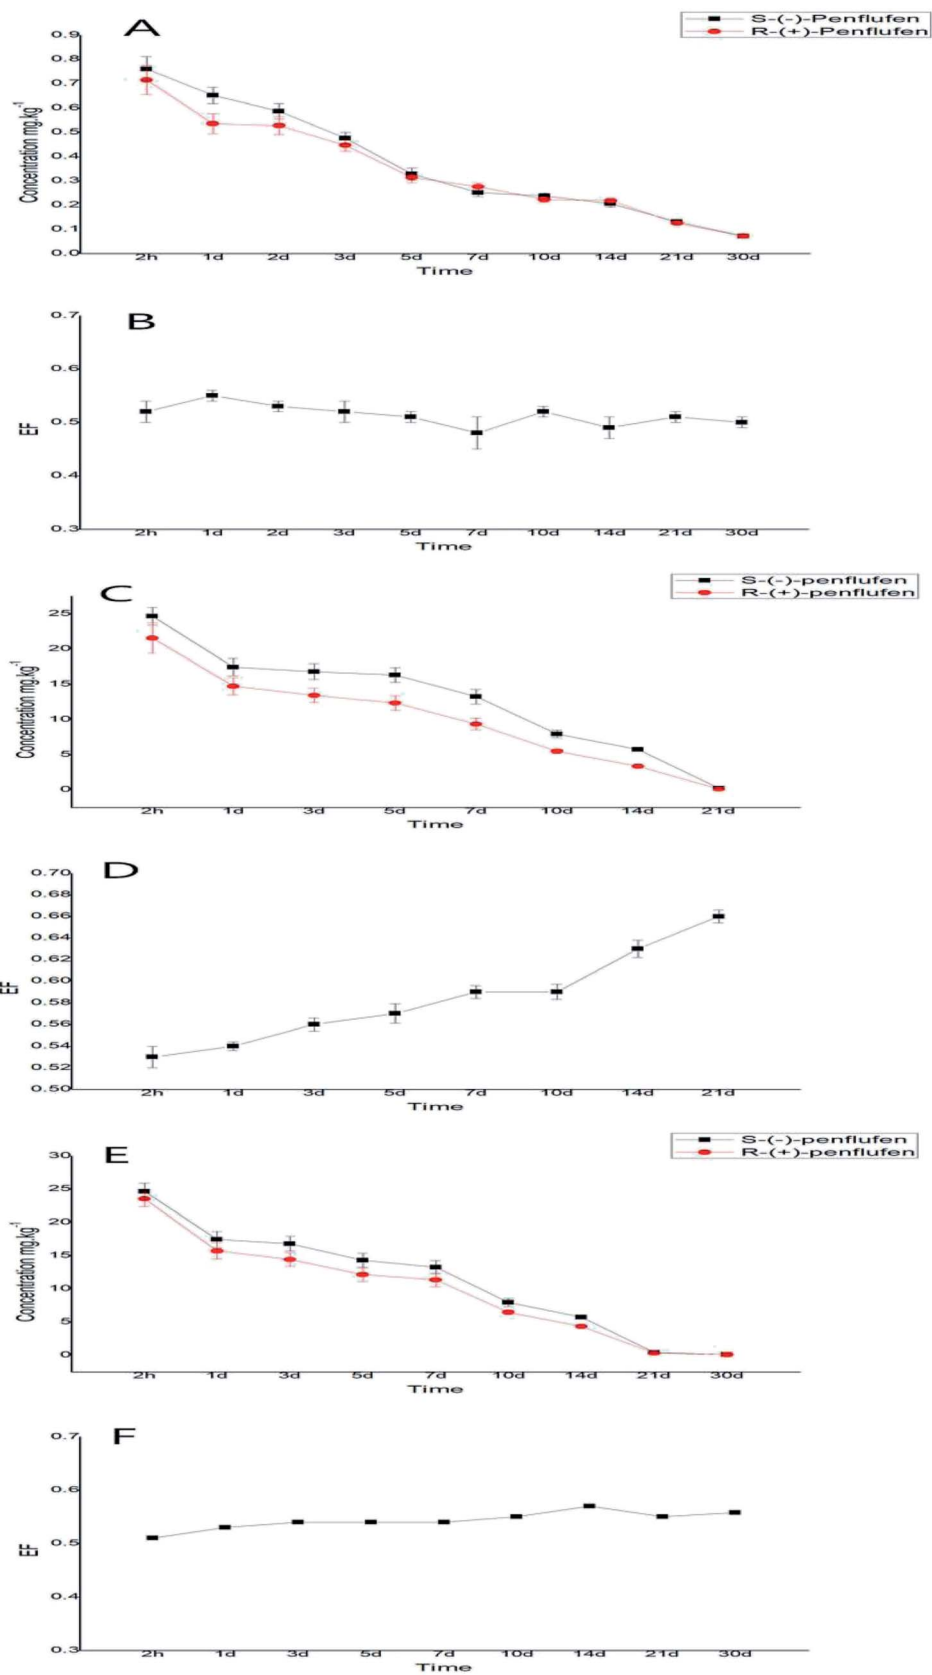 A
S-(-)-Penflufen
R-(+)-Penflufen
Concentration mg.kg-1
0.9
0.8
0.7
0.6
0.5
0.4
0.3
0.2
0.1
0.0
2h 1d 2d 3d 5d 7d 10d 14d 21d 30d
Time
B
EF
0.7
0.6
0.5
0.4
0.3
2h 1d 2d 3d 5d 7d 10d 14d 21d 30d
Time
C
S-(-)-penflufen
R-(+)-penflufen
Concentration mg.kg-1
25
20
15
10
5
0
2h 1d 3d 5d 7d 10d 14d 21d
Time
D
EF
0.70
0.68
0.66
0.64
0.62
0.60
0.58
0.56
0.54
0.52
0.50
2h 1d 3d 5d 7d 10d 14d 21d
Time
E
S-(-)-penflufen
R-(+)-penflufen
Concentration mg.kg-1
30
25
20
15
10
5
0
2h 1d 3d 5d 7d 10d 14d 21d 30d
Time
F
EF
0.7
0.6
0.5
0.4
0.3
2h 1d 3d 5d 7d 10d 14d 21d 30d
Time